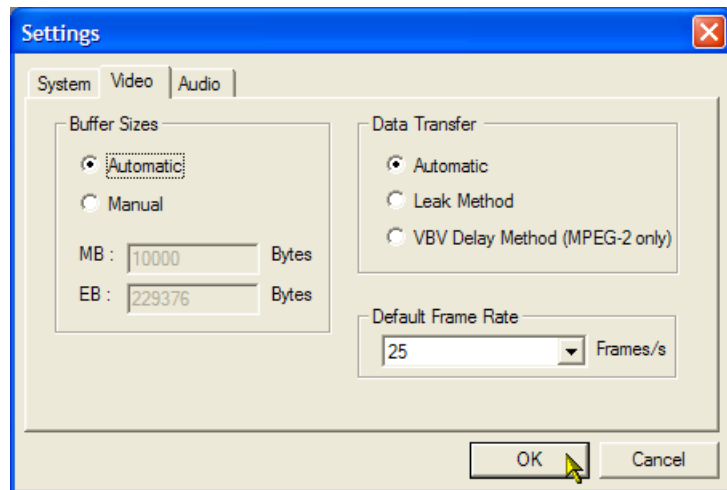 Settings
System Video Audio
Buffer Sizes
Automatic
Manual
MB : 10000 Bytes
EB : 229376 Bytes
Data Transfer
Automatic
Leak Method
VBV Delay Method (MPEG-2 only)
Default Frame Rate
25 Frames/s
OK Cancel